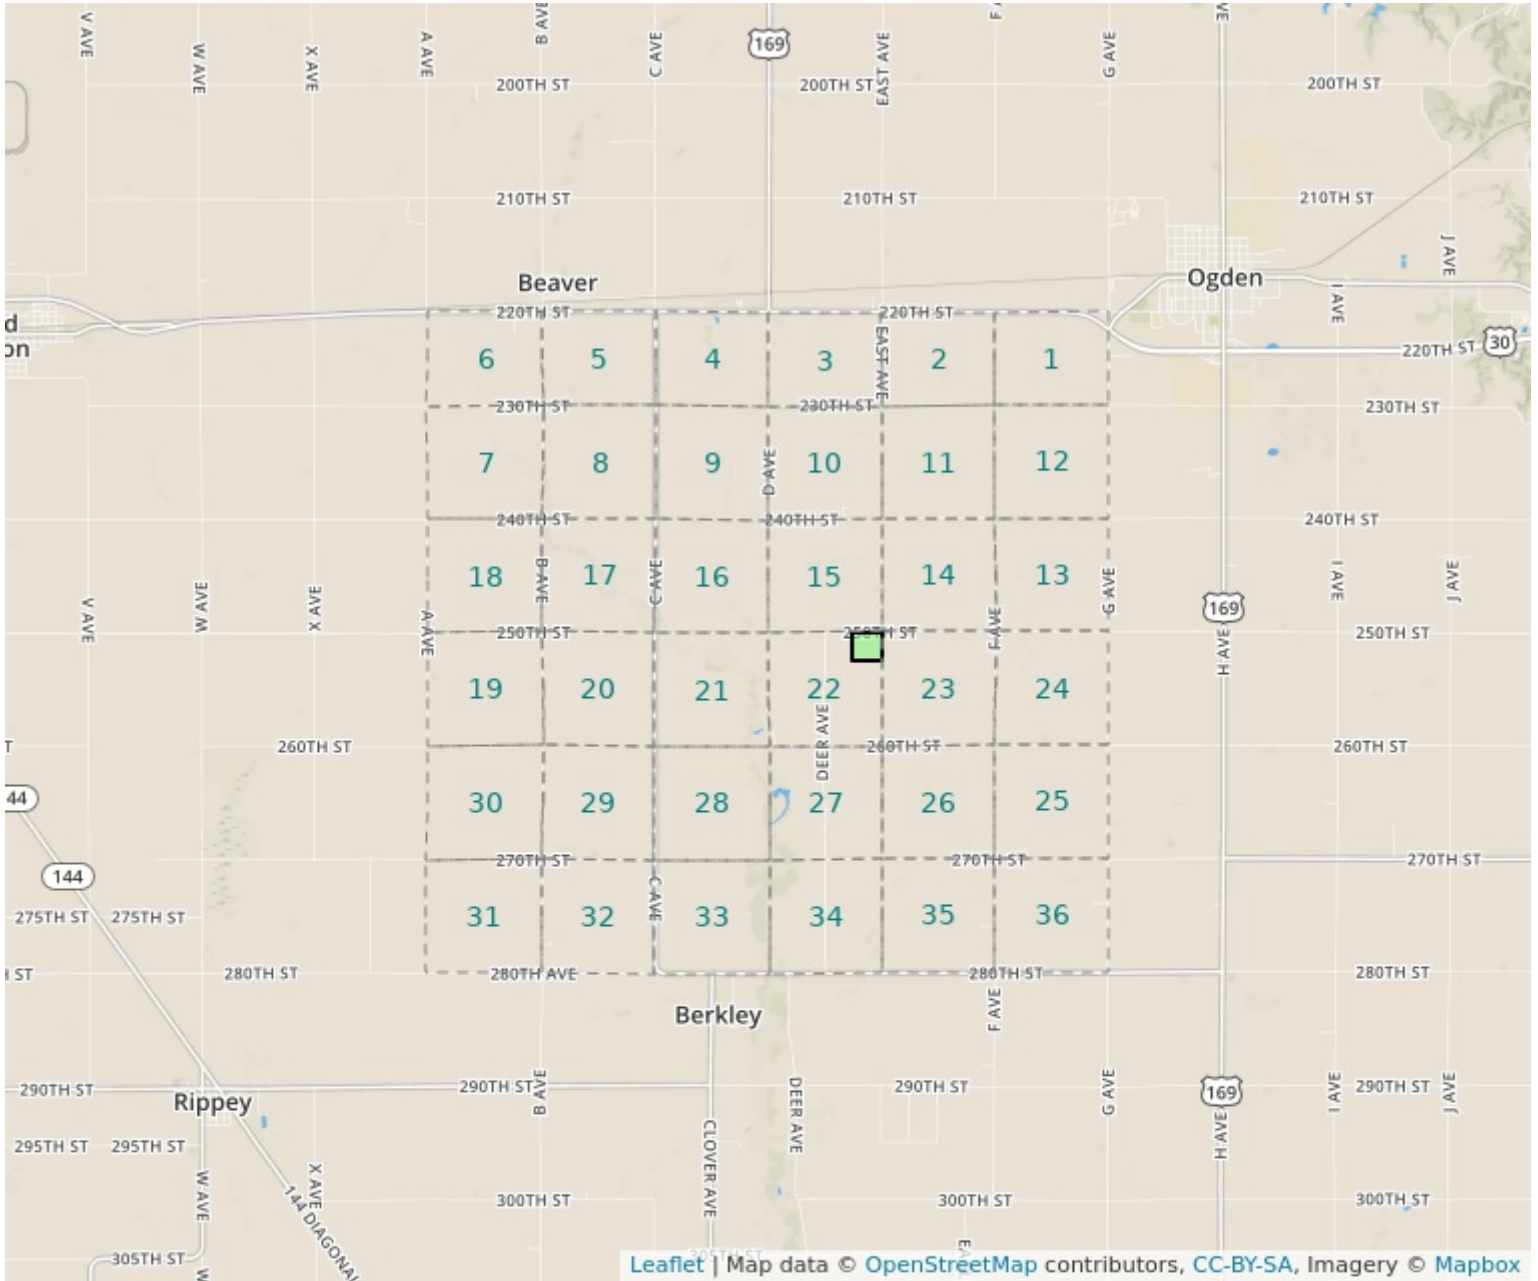 V AVE
W AVE
X AVE
A AVE
B AVE
C AVE
169
EAST AVE
G AVE
200TH ST
200TH ST
200TH ST
210TH ST
210TH ST
210TH ST
J AVE
Beaver
Ogden
I AVE
220TH ST
220TH ST
d
on
220TH ST
30
6
5
4
3
EAST AVE
2
1
230TH ST
230TH ST
230TH ST
7
8
9
D AVE
10
11
12
240TH ST
240TH ST
240TH ST
18
B AVE
17
C AVE
16
15
14
13
G AVE
I AVE
J AVE
V AVE
W AVE
X AVE
A AVE
169
250TH ST
250TH ST
F AVE
H AVE
250TH ST
19
20
21
22
23
24
DEER AVE
T
260TH ST
260TH ST
260TH ST
44
30
29
28
27
26
25
270TH ST
270TH ST
270TH ST
144
C AVE
275TH ST
275TH ST
31
32
33
34
35
36
ST
280TH ST
280TH AVE
280TH ST
280TH ST
Berkley
F AVE
290TH ST
290TH ST
B AVE
DEER AVE
290TH ST
G AVE
169
H AVE
I AVE
290TH ST
J AVE
Rippey
295TH ST
295TH ST
CLOVER AVE
W AVE
X AVE
144 DIAGONAL
300TH ST
300TH ST
300TH ST
305TH ST
305TH ST
Leaflet | Map data © OpenStreetMap contributors, CC-BY-SA, Imagery © Mapbox